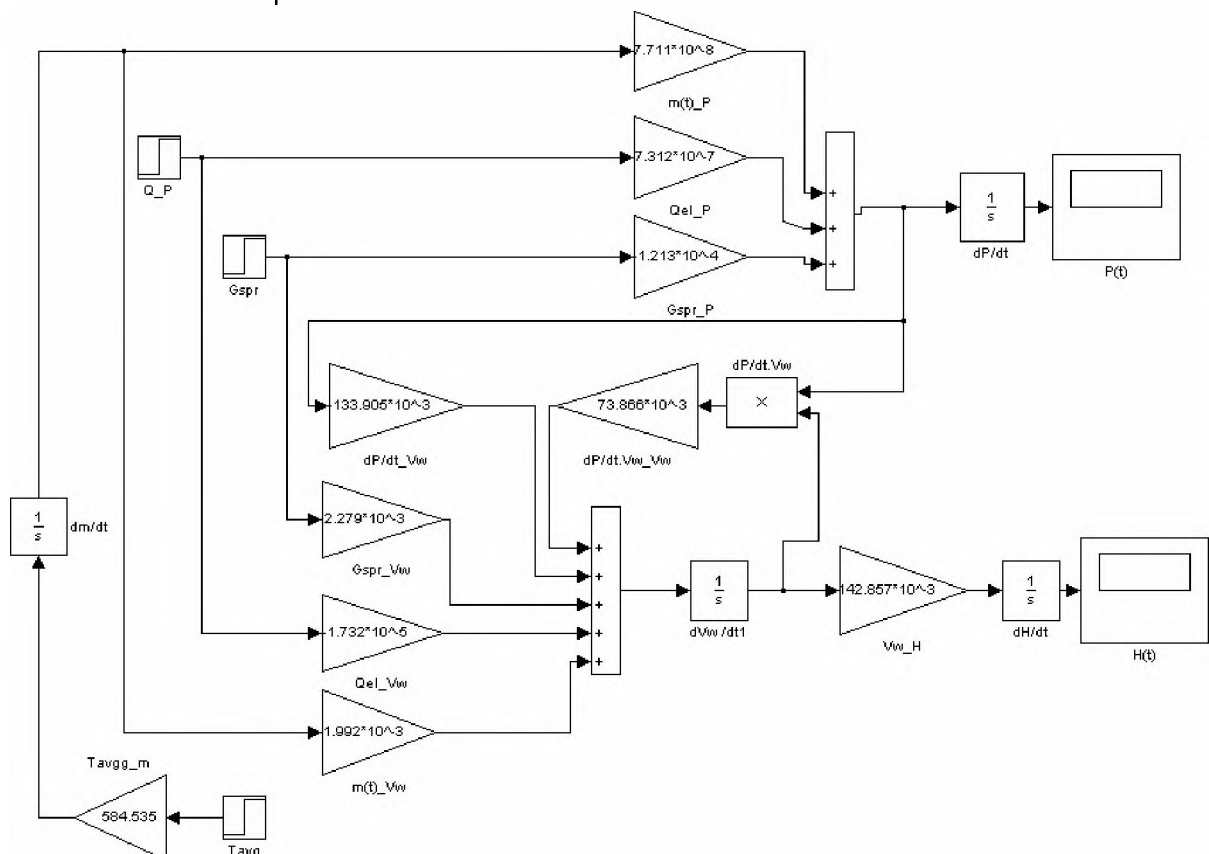 7.711*10^-8
m(t)_P
Q_P
7.312*10^-7
Qel_P
Gspr
-1.213*10^-4
Gspr_P
+
+
+
1
s
dP/dt
P(t)
133.905*10^-3
dP/dt_Vw
73.866*10^-3
dP/dt.Vw_Vw
dP/dt.Vw
×
1
s
dm/dt
2.279*10^-3
Gspr_Vw
1.732*10^-5
Qel_Vw
1.992*10^-3
m(t)_Vw
+
+
+
+
+
1
s
dVw/dt1
142.857*10^-3
Vw_H
1
s
dH/dt
H(t)
Tavgg_m
584.535
Tavg